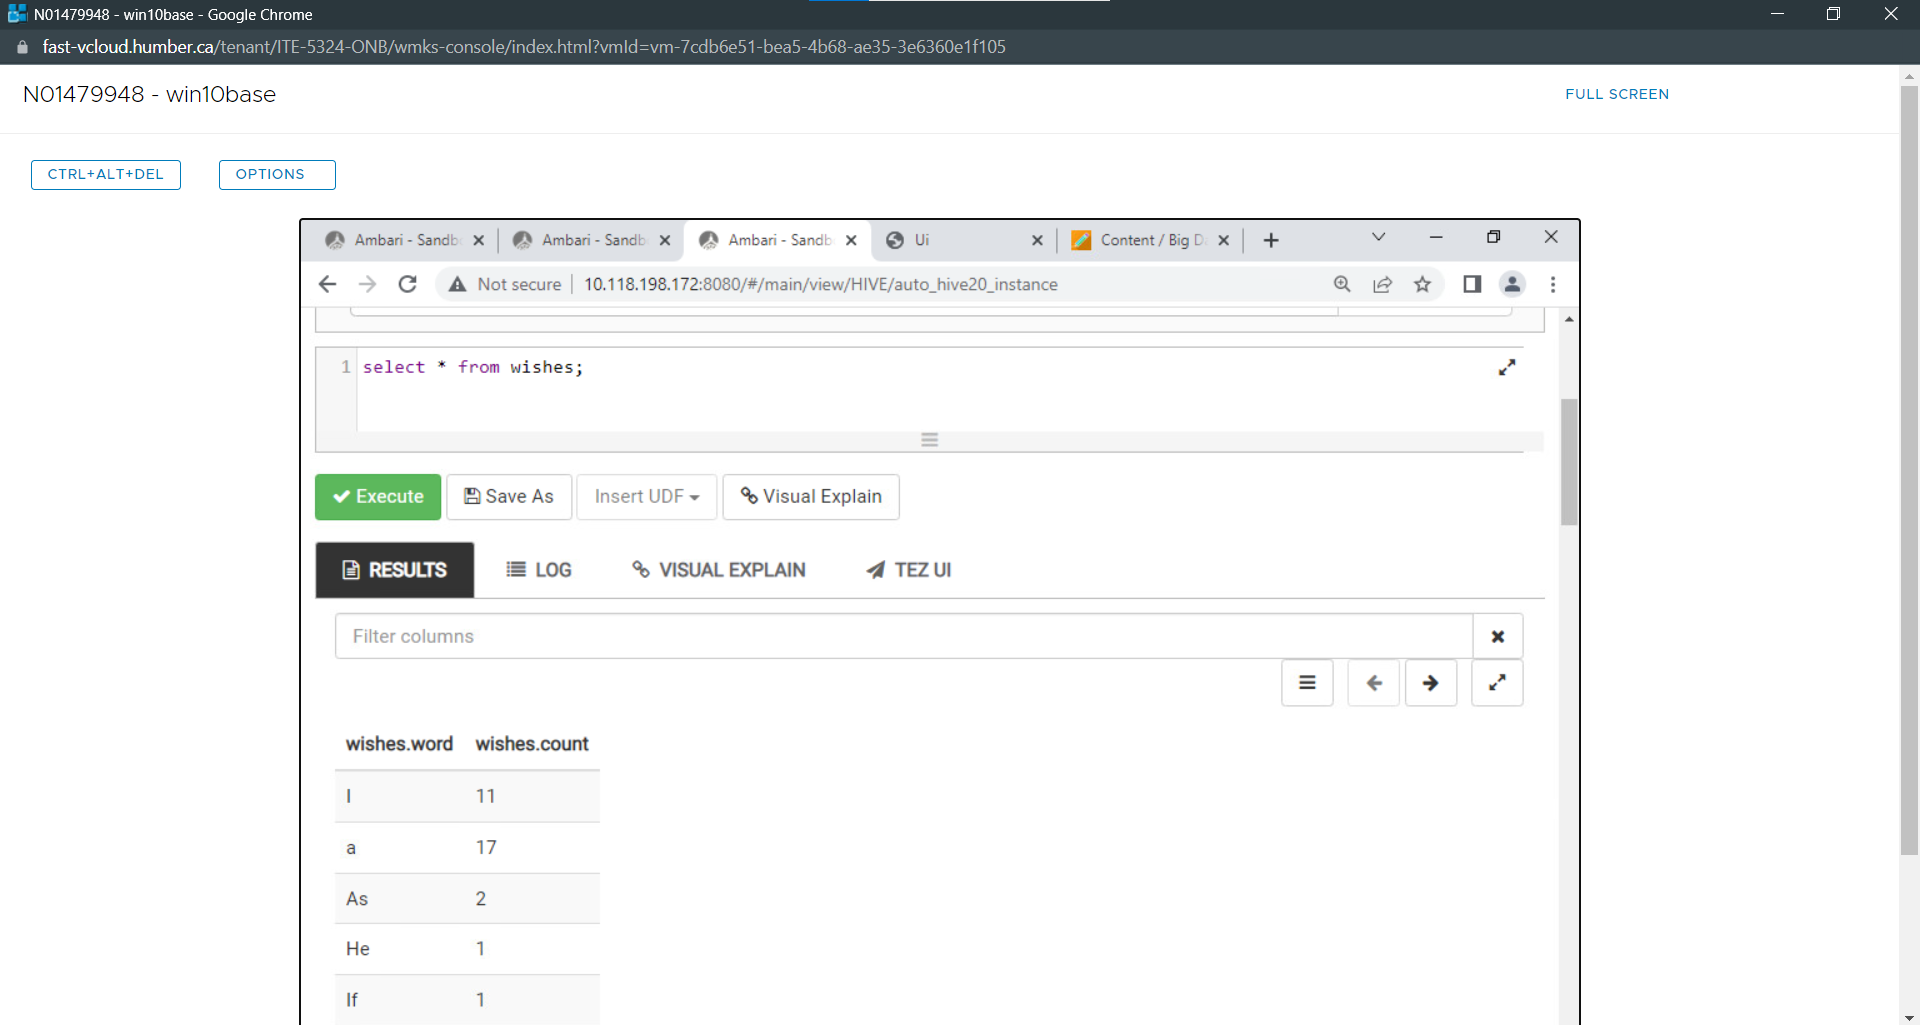 N01479948 - win10base - Google Chrome
fast-vcloud.humber.ca/tenant/ITE-5324-ONB/wmks-console/index.html?vmId=vm-7cdb6e51-bea5-4b68-ae35-3e6360e1f105
N01479948 - win10base
FULL SCREEN
CTRL+ALT+DEL OPTIONS
Ambari - Sandb Ambari - Sandb Ambari - Sandb Ui Content / Big D
Not secure 10.118.198.172:8080/#/main/view/HIVE/auto_hive20_instance
1 select * from wishes;
Execute Save As Insert UDF Visual Explain
RESULTS LOG VISUAL EXPLAIN TEZ UI
Filter columns
wishes.word wishes.count
I 11
a 17
As 2
He 1
If 1